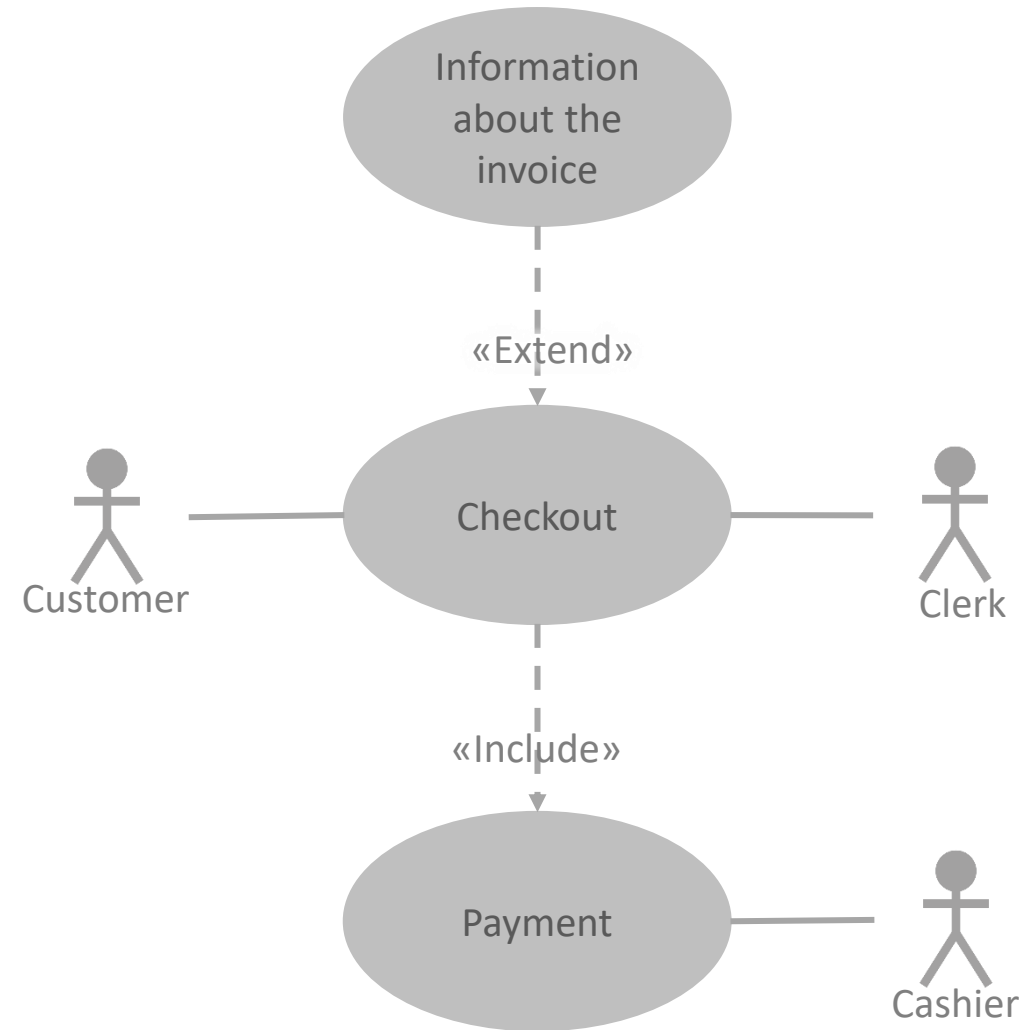 Information
about the
invoice
«Extend»
Checkout
Customer
Clerk
«Include»
Payment
Cashier